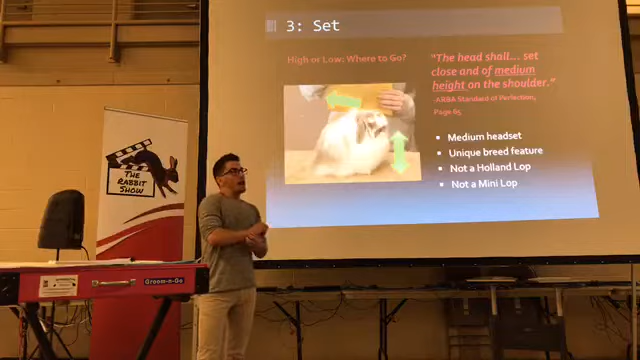 3: Set
High or Low: Where to Go?
"The head shall... set
close and of medium
height on the shoulder."
ARBA Standard of Perfection,
Page 65
▪ Medium headset
▪ Unique breed feature
▪ Not a Holland Lop
▪ Not a Mini Lop
THE
RABBIT
SHOW
Groom-n-Go